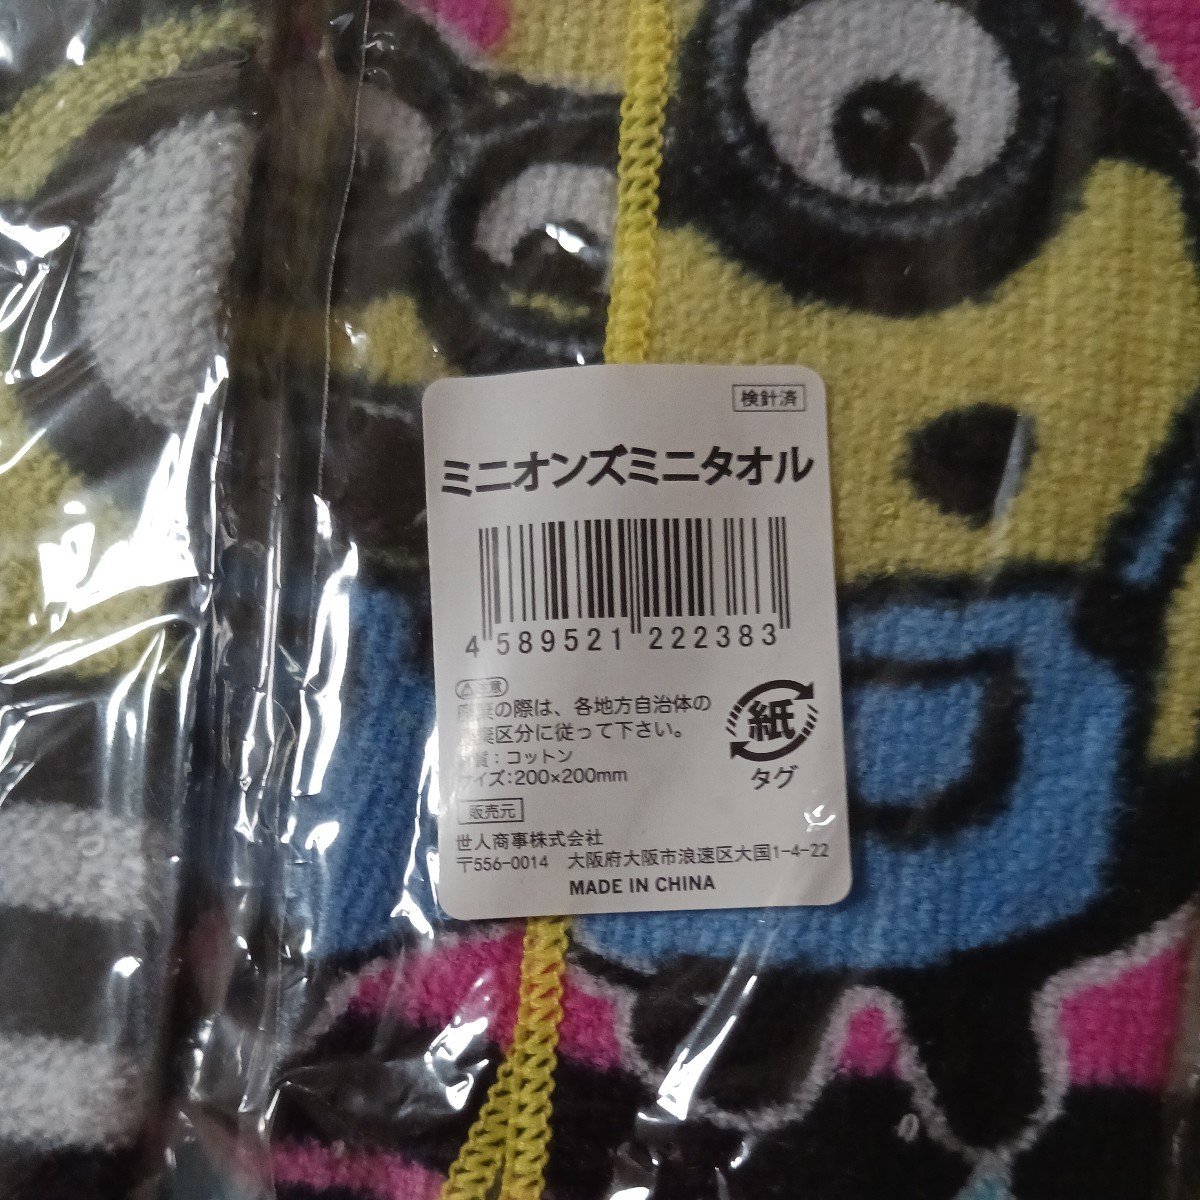 検針済
ミニオンズミニタオル
4 589521 222383
注意
廃棄の際は、各地方自治体の
廃棄区分に従って下さい。
材質：コットン
サイズ：200×200mm
紙
タグ
販売元
世人商事株式会社
〒556-0014 大阪府大阪市浪速区大国1-4-22
MADE IN CHINA